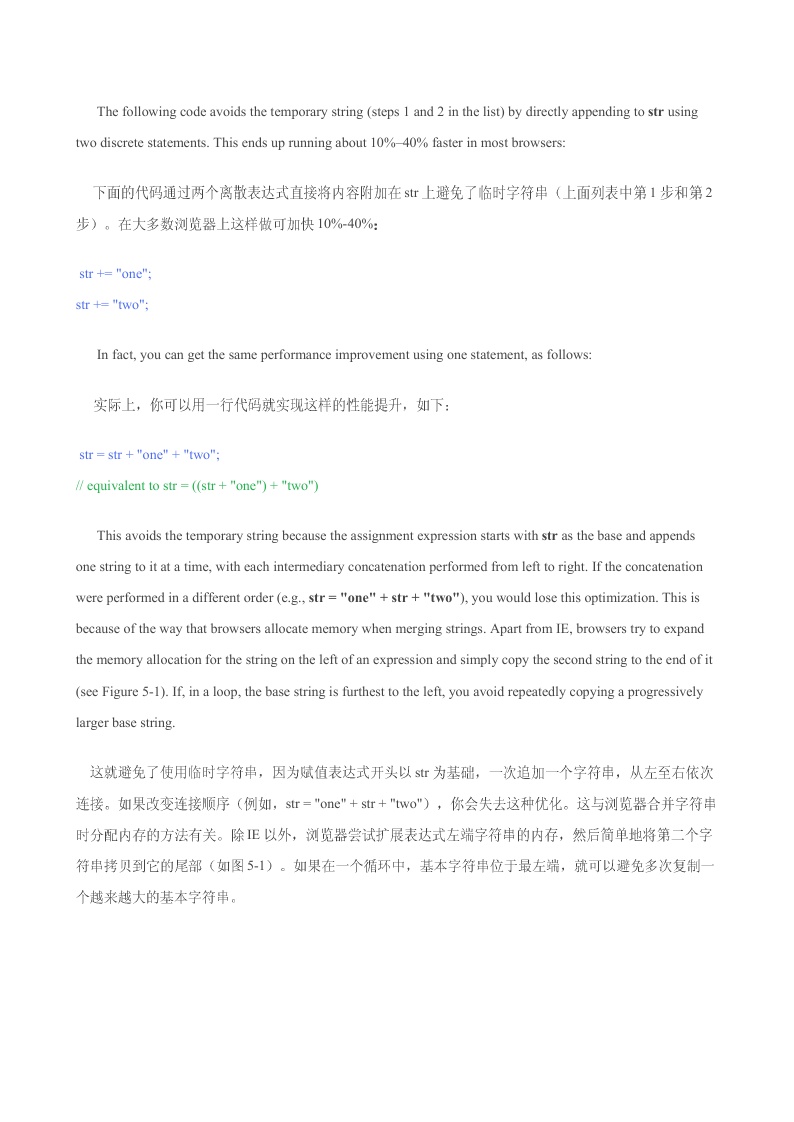 The following code avoids the temporary string (steps 1 and 2 in the list) by directly appending to str using
two discrete statements. This ends up running about 10%–40% faster in most browsers:
下面的代码通过两个离散表达式直接将内容附加在 str 上避免了临时字符串（上面列表中第 1 步和第 2
步）。在大多数浏览器上这样做可加快 10%-40%：
str += "one";
str += "two";
In fact, you can get the same performance improvement using one statement, as follows:
实际上，你可以用一行代码就实现这样的性能提升，如下：
str = str + "one" + "two";
// equivalent to str = ((str + "one") + "two")
This avoids the temporary string because the assignment expression starts with str as the base and appends
one string to it at a time, with each intermediary concatenation performed from left to right. If the concatenation
were performed in a different order (e.g., str = "one" + str + "two"), you would lose this optimization. This is
because of the way that browsers allocate memory when merging strings. Apart from IE, browsers try to expand
the memory allocation for the string on the left of an expression and simply copy the second string to the end of it
(see Figure 5-1). If, in a loop, the base string is furthest to the left, you avoid repeatedly copying a progressively
larger base string.
这就避免了使用临时字符串，因为赋值表达式开头以 str 为基础，一次追加一个字符串，从左至右依次
连接。如果改变连接顺序（例如，str = "one" + str + "two"），你会失去这种优化。这与浏览器合并字符串
时分配内存的方法有关。除 IE 以外，浏览器尝试扩展表达式左端字符串的内存，然后简单地将第二个字
符串拷贝到它的尾部（如图 5-1）。如果在一个循环中，基本字符串位于最左端，就可以避免多次复制一
个越来越大的基本字符串。